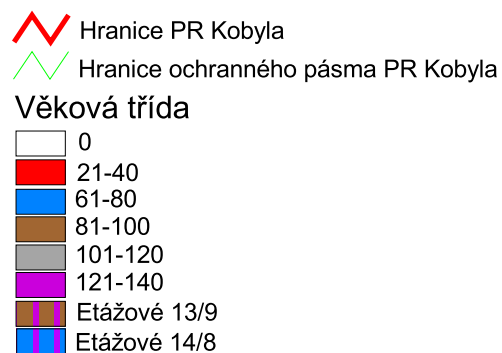 Hranice PR Kobyla
Hranice ochranného pásma PR Kobyla
Věková třída
0
21-40
61-80
81-100
101-120
121-140
Etážové 13/9
Etážové 14/8